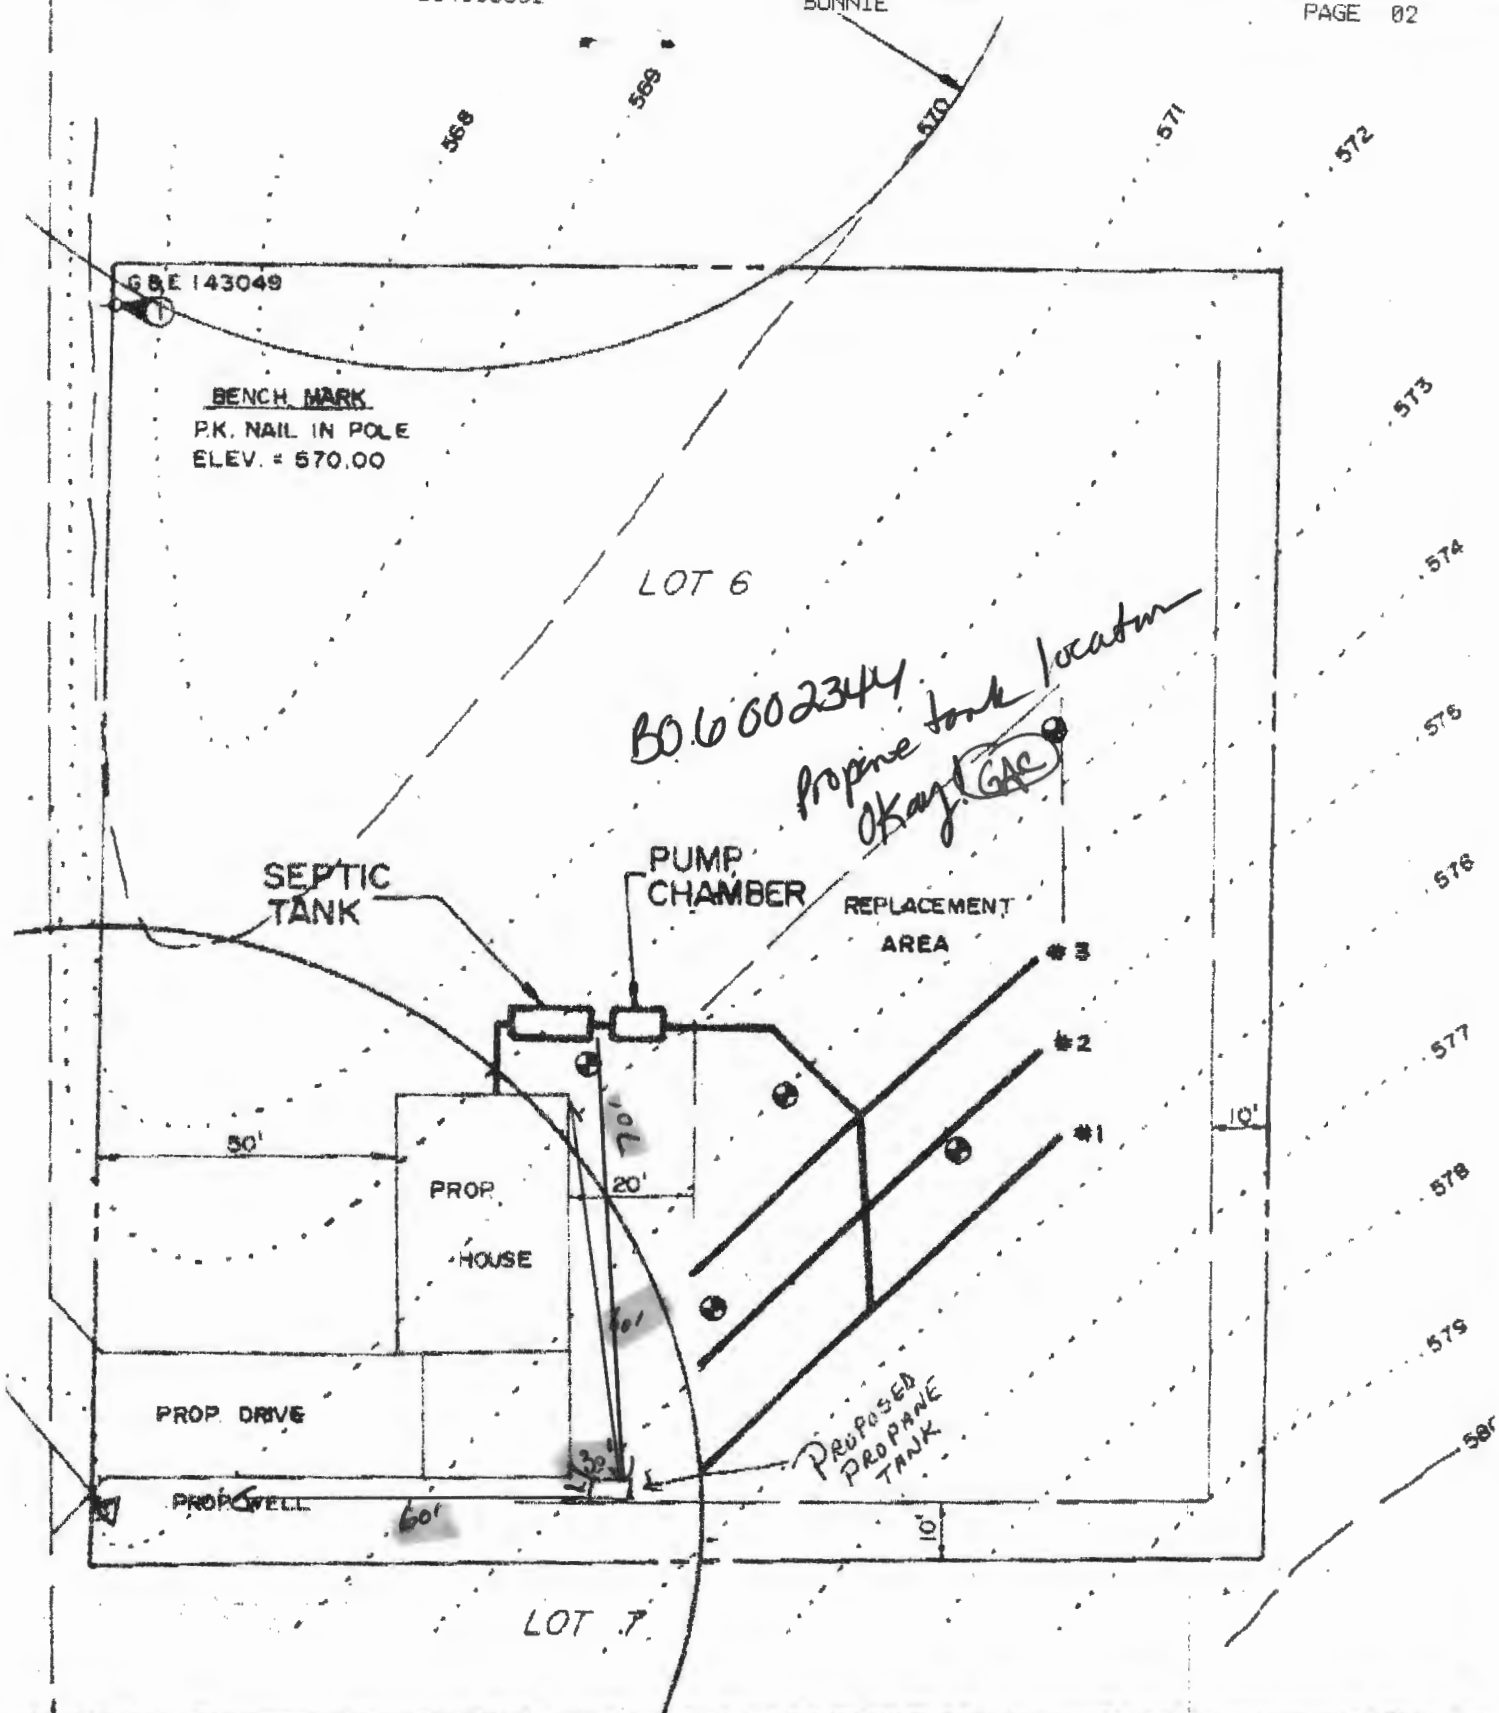 BONNIE
PAGE 02
568
569
570
571
572
G&E 143049
BENCH MARK
P.K. NAIL IN POLE
ELEV. = 570.00
573
574
LOT 6
BO6002344
Propane tank location
Okay! GAC
575
SEPTIC
TANK
PUMP
CHAMBER
576
REPLACEMENT
AREA
#3
#2
577
#1
10'
50'
70'
PROP.
20'
578
HOUSE
60'
579
PROP. DRIVE
PROPOSED
PROPANE
TANK
580
30'
PROP. WELL
60'
10'
LOT 7